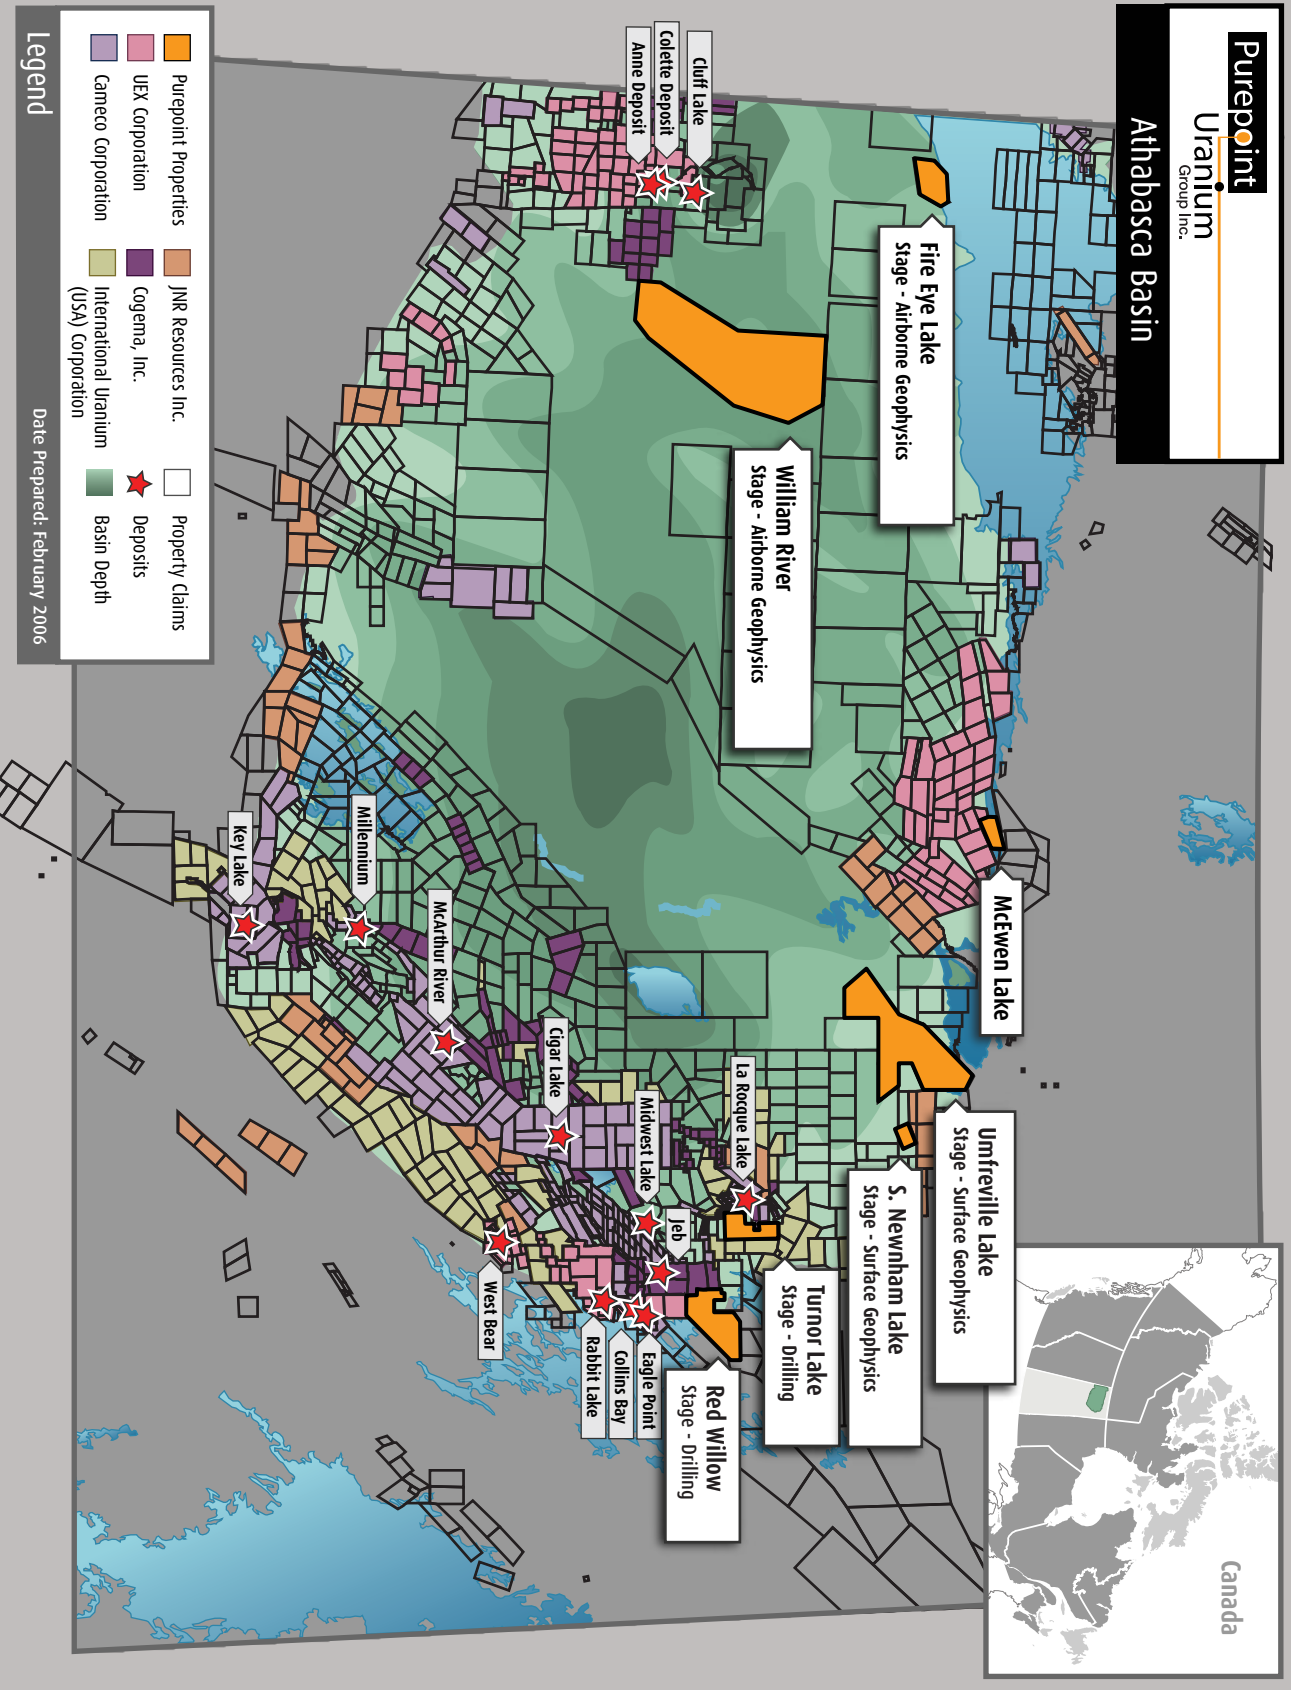 Purepoint
Uranium
Group Inc.
Athabasca Basin
Canada
Fire Eye Lake
Stage - Airborne Geophysics
William River
Stage - Airborne Geophysics
McEwen Lake
Umfreville Lake
Stage - Surface Geophysics
S. Newnham Lake
Stage - Surface Geophysics
Turnor Lake
Stage - Drilling
Red Willow
Stage - Drilling
Cluff Lake
Colette Deposit
Anne Deposit
La Rocque Lake
Midwest Lake
Jeb
Cigar Lake
McArthur River
Millennium
Key Lake
Eagle Point
Collins Bay
Rabbit Lake
West Bear
Purepoint Properties
UEX Corporation
Cameco Corporation
JNR Resources Inc.
Cogema, Inc.
International Uranium
(USA) Corporation
Property Claims
Deposits
Basin Depth
Legend
Date Prepared: February 2006